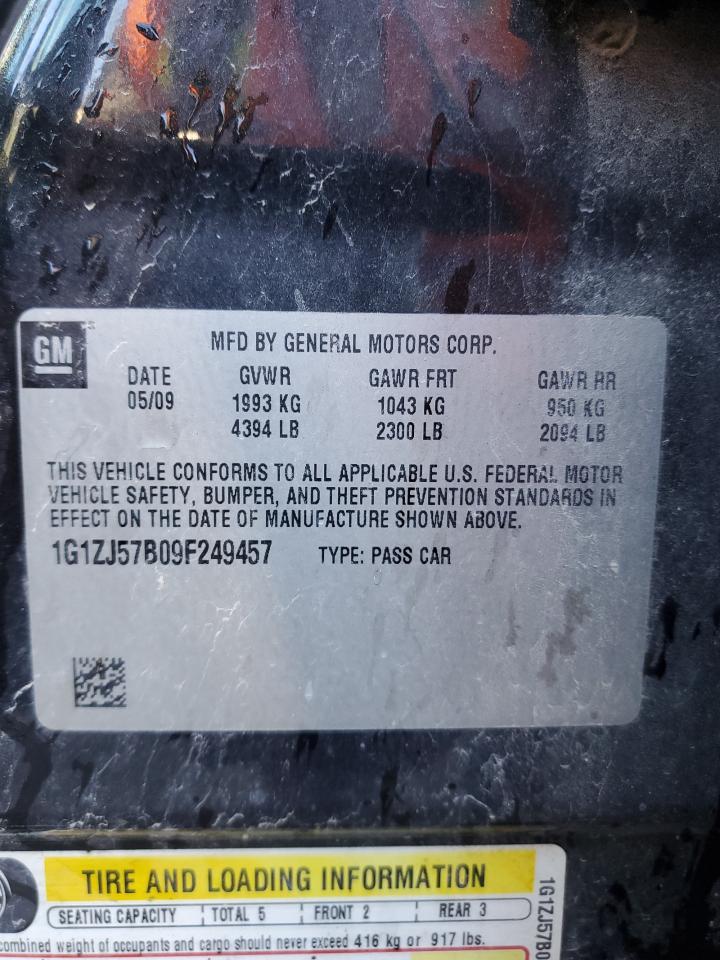 GM
MFD BY GENERAL MOTORS CORP.
DATE GVWR GAWR FRT GAWR RR
05/09 1993 KG 1043 KG 950 KG
4394 LB 2300 LB 2094 LB
THIS VEHICLE CONFORMS TO ALL APPLICABLE U.S. FEDERAL MOTOR
VEHICLE SAFETY, BUMPER, AND THEFT PREVENTION STANDARDS IN
EFFECT ON THE DATE OF MANUFACTURE SHOWN ABOVE.
1G1ZJ57B09F249457 TYPE: PASS CAR
TIRE AND LOADING INFORMATION
SEATING CAPACITY TOTAL 5 FRONT 2 REAR 3
combined weight of occupants and cargo should never exceed 416 kg or 917 lbs.
1G1ZJ57B0